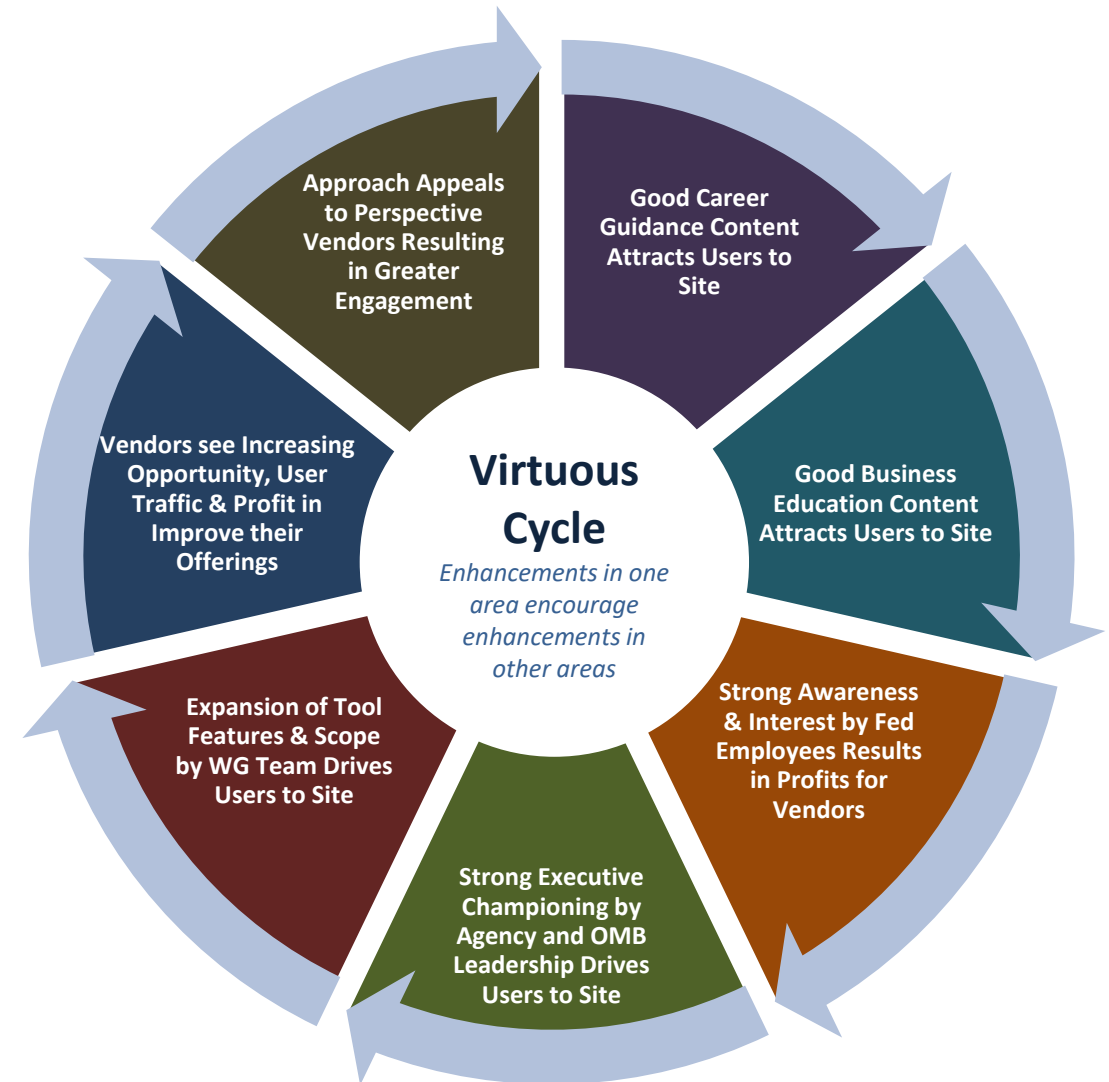 Virtuous
Cycle
Enhancements in one
area encourage
enhancements in
other areas
Good Career
Guidance Content
Attracts Users to
Site
Good Business
Education Content
Attracts Users to Site
Strong Awareness
& Interest by Fed
Employees Results
in Profits for
Vendors
Strong Executive
Championing by
Agency and OMB
Leadership Drives
Users to Site
Expansion of Tool
Features & Scope
by WG Team Drives
Users to Site
Vendors see Increasing
Opportunity, User
Traffic & Profit in
Improve their
Offerings
Approach Appeals
to Perspective
Vendors Resulting
in Greater
Engagement